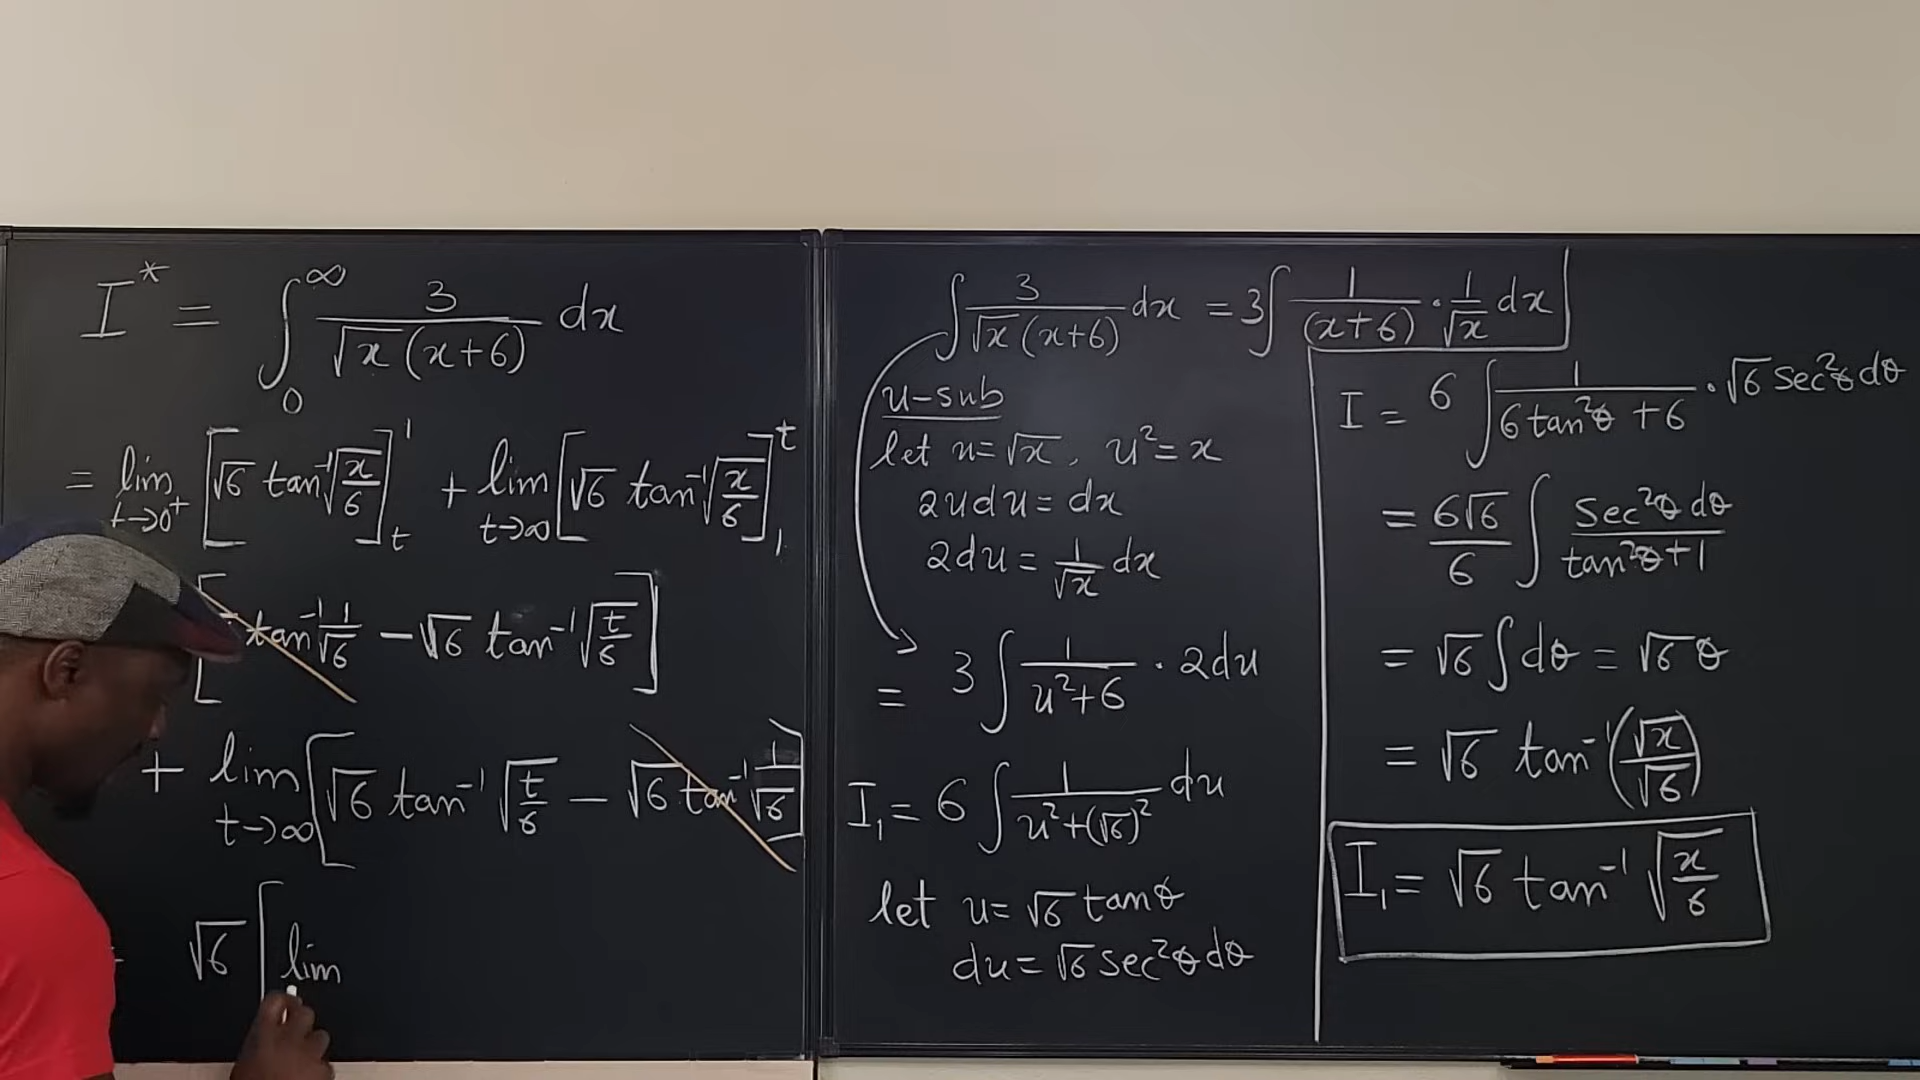 I* = ∫₀^∞ 3/(√x (x+6)) dx
= lim_{t→0⁺} [√6 tan⁻¹√(x/6)]_t^1 + lim_{t→∞} [√6 tan⁻¹√(x/6)]_1^t
[ tan⁻¹ 1/√6 − √6 tan⁻¹ √(t/6) ]
+ lim_{t→∞} [√6 tan⁻¹ √(t/6) − √6 tan⁻¹ 1/√6]
√6 [ lim
∫ 3/(√x (x+6)) dx = 3∫ 1/(x+6) · 1/√x dx
u-sub
let u = √x, u² = x
2u du = dx
2du = 1/√x dx
= 3 ∫ 1/(u²+6) · 2du
I₁ = 6 ∫ 1/(u²+(√6)²) du
let u = √6 tanθ
du = √6 sec²θ dθ
I = 6 ∫ 1/(6tan²θ + 6) · √6 sec²θ dθ
= 6√6/6 ∫ sec²θ dθ/(tan²θ+1)
= √6 ∫ dθ = √6 θ
= √6 tan⁻¹(√x/√6)
I₁ = √6 tan⁻¹ √(x/6)